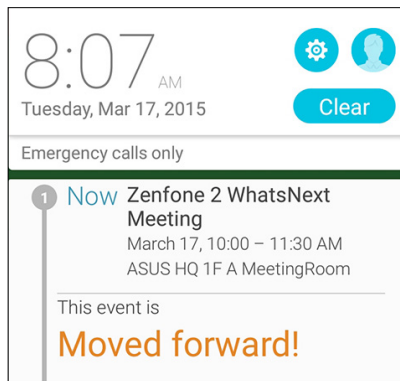 8:07 AM
Tuesday, Mar 17, 2015
Clear
Emergency calls only
1
Now Zenfone 2 WhatsNext
Meeting
March 17, 10:00 – 11:30 AM
ASUS HQ 1F A MeetingRoom
This event is
Moved forward!